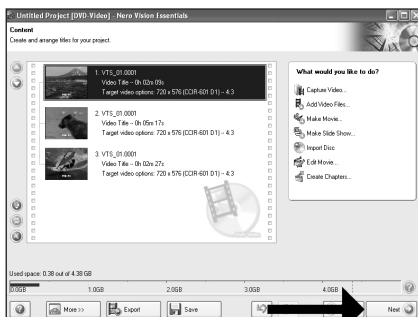 Untitled Project [DVD-Video] - Nero Vision Essentials
Content
Create and arrange titles for your project.
1. VTS_01.0001
Video Title -- 0h 02m 09s
Target video options: 720 x 576 (CCIR-601 D1) -- 4:3
2. VTS_01.0001
Video Title -- 0h 05m 17s
Target video options: 720 x 576 (CCIR-601 D1) -- 4:3
3. VTS_01.0001
Video Title -- 0h 02m 27s
Target video options: 720 x 576 (CCIR-601 D1) -- 4:3
What would you like to do?
Capture Video...
Add Video Files...
Make Movie...
Make Slide Show...
Import Disc
Edit Movie...
Create Chapters...
Used space: 0.38 out of 4.38 GB
0.0GB 1.0GB 2.0GB 3.0GB 4.0GB
More >> Export Save Next